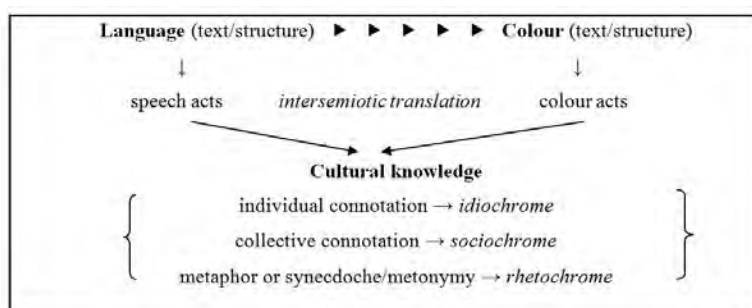 Language (text/structure) ► ► ► ► ► Colour (text/structure)
↓ ↓
speech acts intersemiotic translation colour acts
Cultural knowledge
individual connotation → idiochrome
collective connotation → sociochrome
metaphor or synecdoche/metonymy → rhetochrome